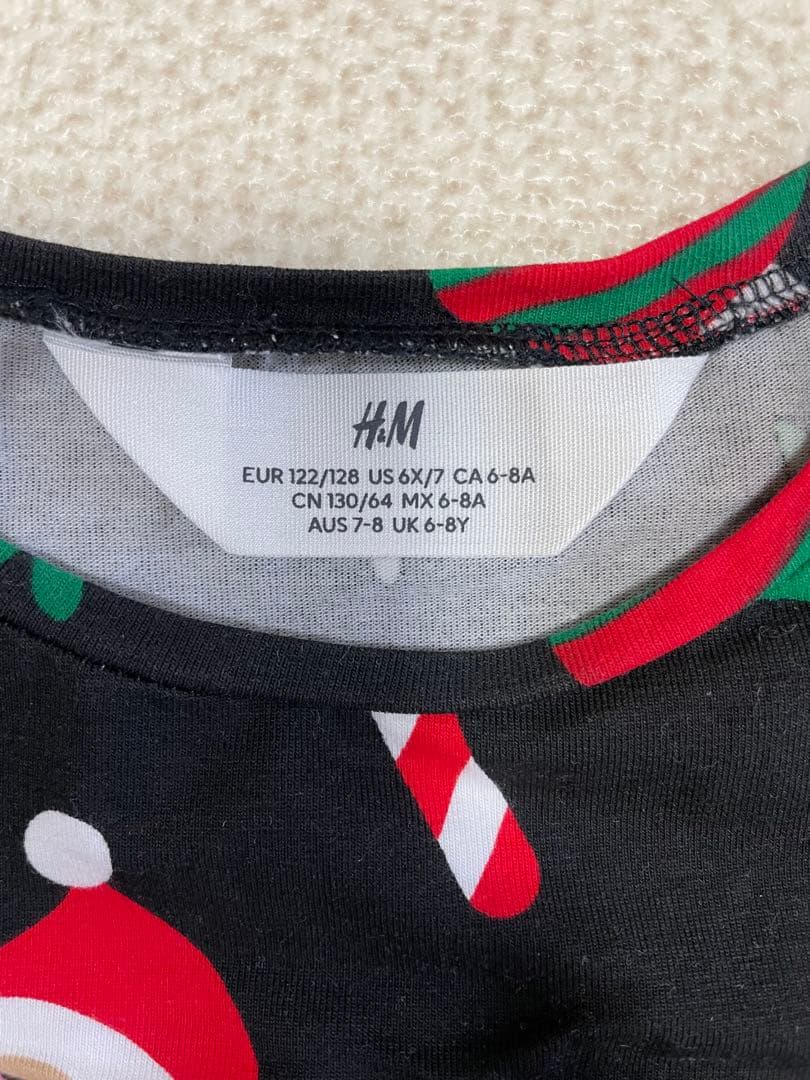 H&M
EUR 122/128 US 6X/7 CA 6-8A
CN 130/64 MX 6-8A
AUS 7-8 UK 6-8Y